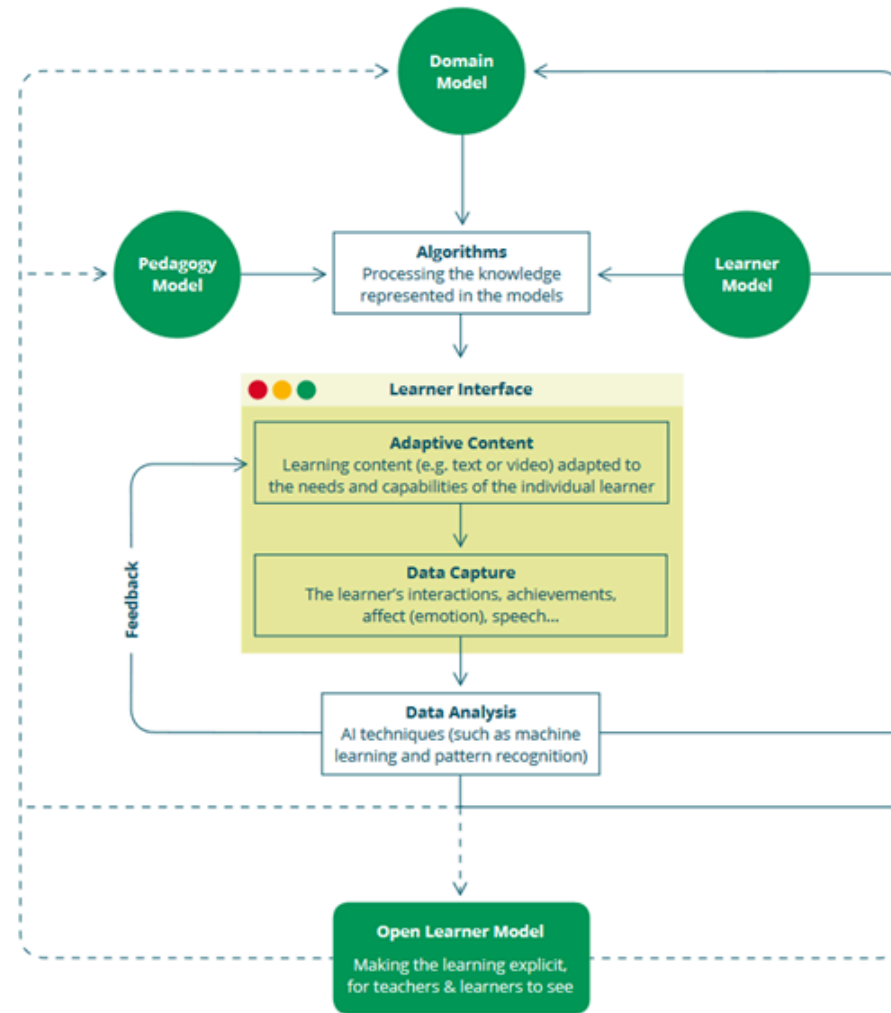 Domain
Model
Pedagogy
Model
Algorithms
Processing the knowledge
represented in the models
Learner
Model
Learner Interface
Adaptive Content
Learning content (e.g. text or video) adapted to
the needs and capabilities of the individual learner
Data Capture
The learner's interactions, achievements,
affect (emotion), speech...
Feedback
Data Analysis
AI techniques (such as machine
learning and pattern recognition)
Open Learner Model
Making the learning explicit,
for teachers & learners to see